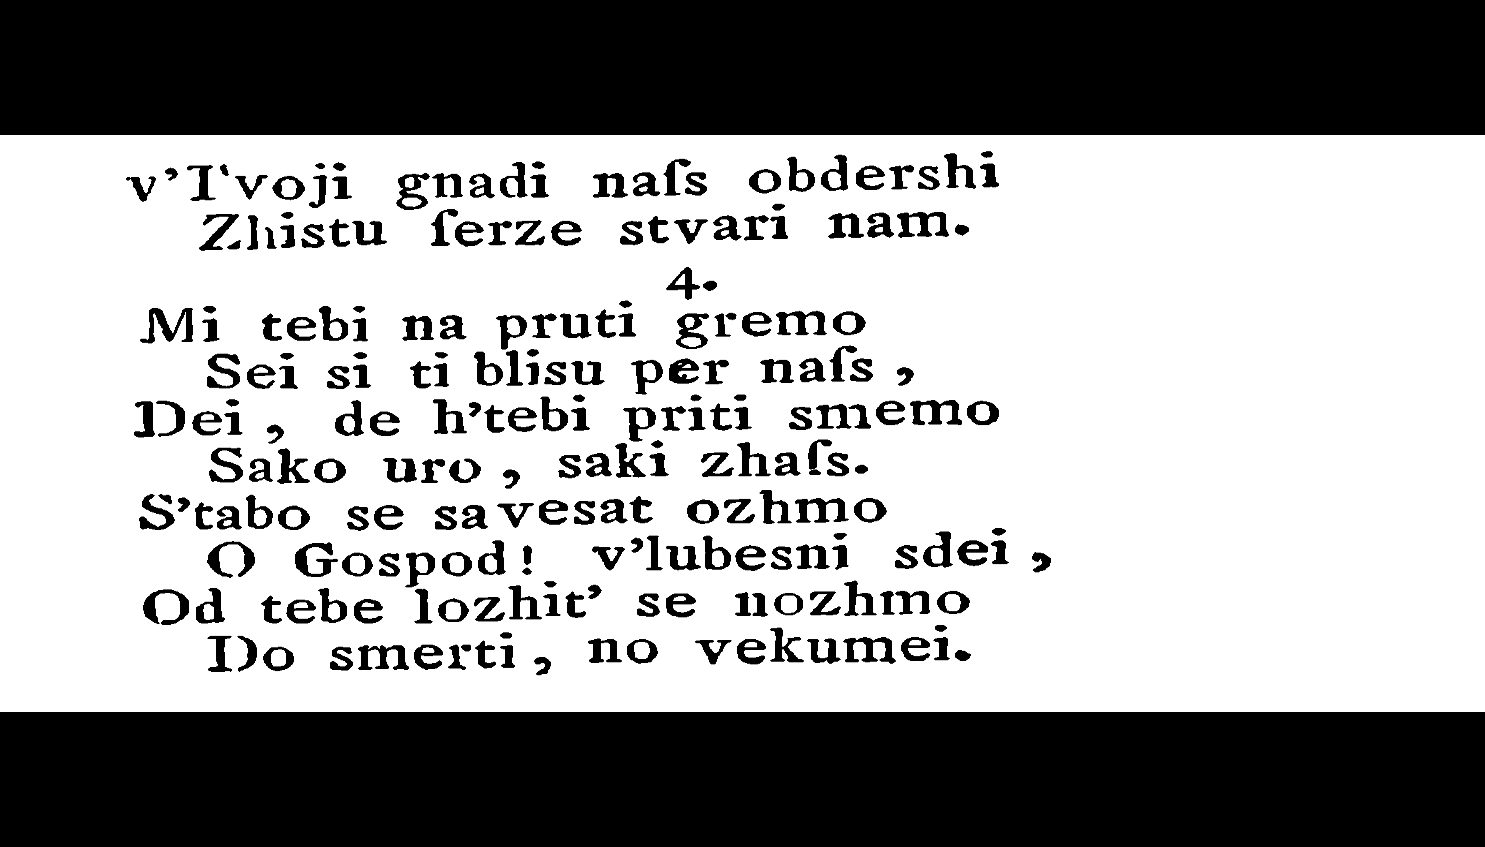 v’Tvoji gnadi naſs obdershi
Zhistu ſerze stvari nam.
4.
Mi tebi na pruti gremo
Sei si ti blisu per naſs ,
Dei , de h’tebi priti smemo
Sako uro , saki zhaſs.
S’tabo se savesat ozhmo
O Gospod ! v’lubesni sdei ,
Od tebe lozhit’ se nozhmo
Do smerti , no vekumei.